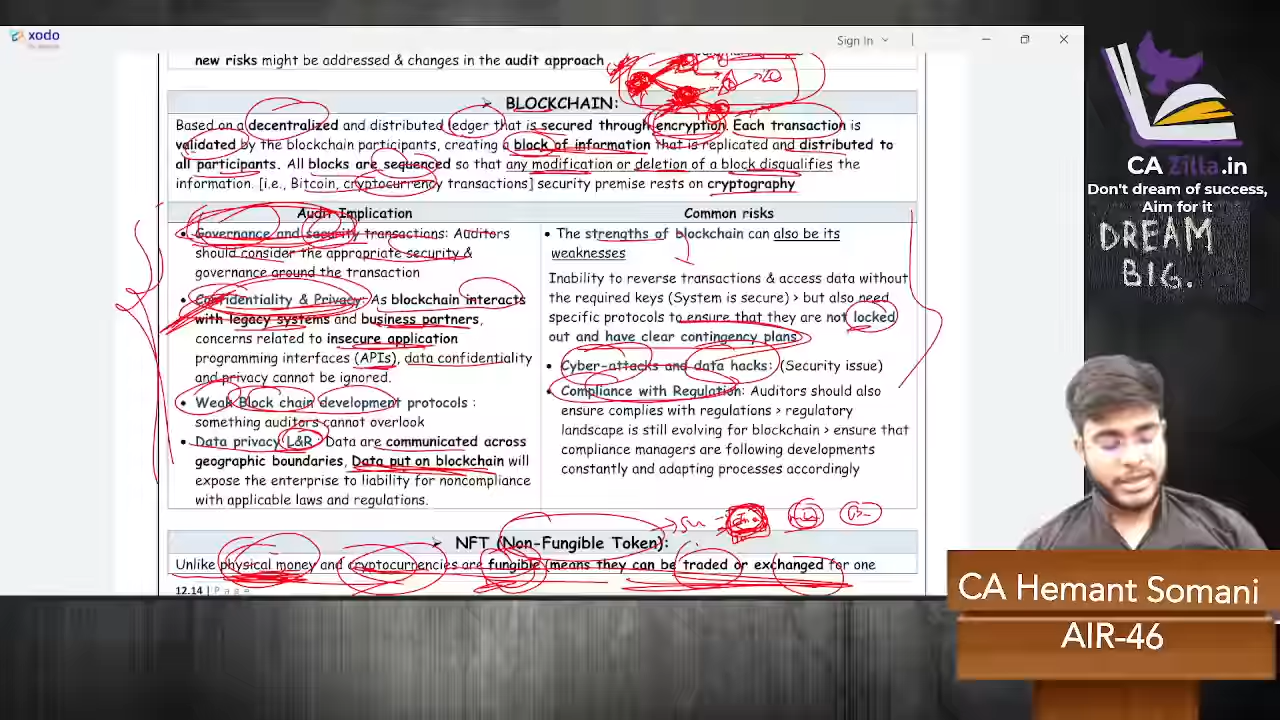 xodo
Sign In
new risks might be addressed & changes in the audit approach
➢ BLOCKCHAIN:
Based on a decentralized and distributed ledger that is secured through encryption. Each transaction is
validated by the blockchain participants, creating a block of information that is replicated and distributed to
all participants. All blocks are sequenced so that any modification or deletion of a block disqualifies the
information. [i.e., Bitcoin, cryptocurrency transactions] security premise rests on cryptography
Audit Implication
• Governance and security transactions: Auditors
should consider the appropriate security &
governance around the transaction
• Confidentiality & Privacy: As blockchain interacts
with legacy systems and business partners,
concerns related to insecure application
programming interfaces (APIs), data confidentiality
and privacy cannot be ignored.
• Weak Block chain development protocols :
something auditors cannot overlook
• Data privacy L&R : Data are communicated across
geographic boundaries, Data put on blockchain will
expose the enterprise to liability for noncompliance
with applicable laws and regulations.
Common risks
• The strengths of blockchain can also be its
weaknesses
Inability to reverse transactions & access data without
the required keys (System is secure) > but also need
specific protocols to ensure that they are not locked
out and have clear contingency plans
• Cyber-attacks and data hacks: (Security issue)
• Compliance with Regulation: Auditors should also
ensure complies with regulations > regulatory
landscape is still evolving for blockchain > ensure that
compliance managers are following developments
constantly and adapting processes accordingly
➢ NFT (Non-Fungible Token):
Unlike physical money and cryptocurrencies are fungible (means they can be traded or exchanged for one
12.14 | Page
CA Zilla.in
Don't dream of success,
Aim for it
DREAM
BIG.
CA Hemant Somani
AIR-46